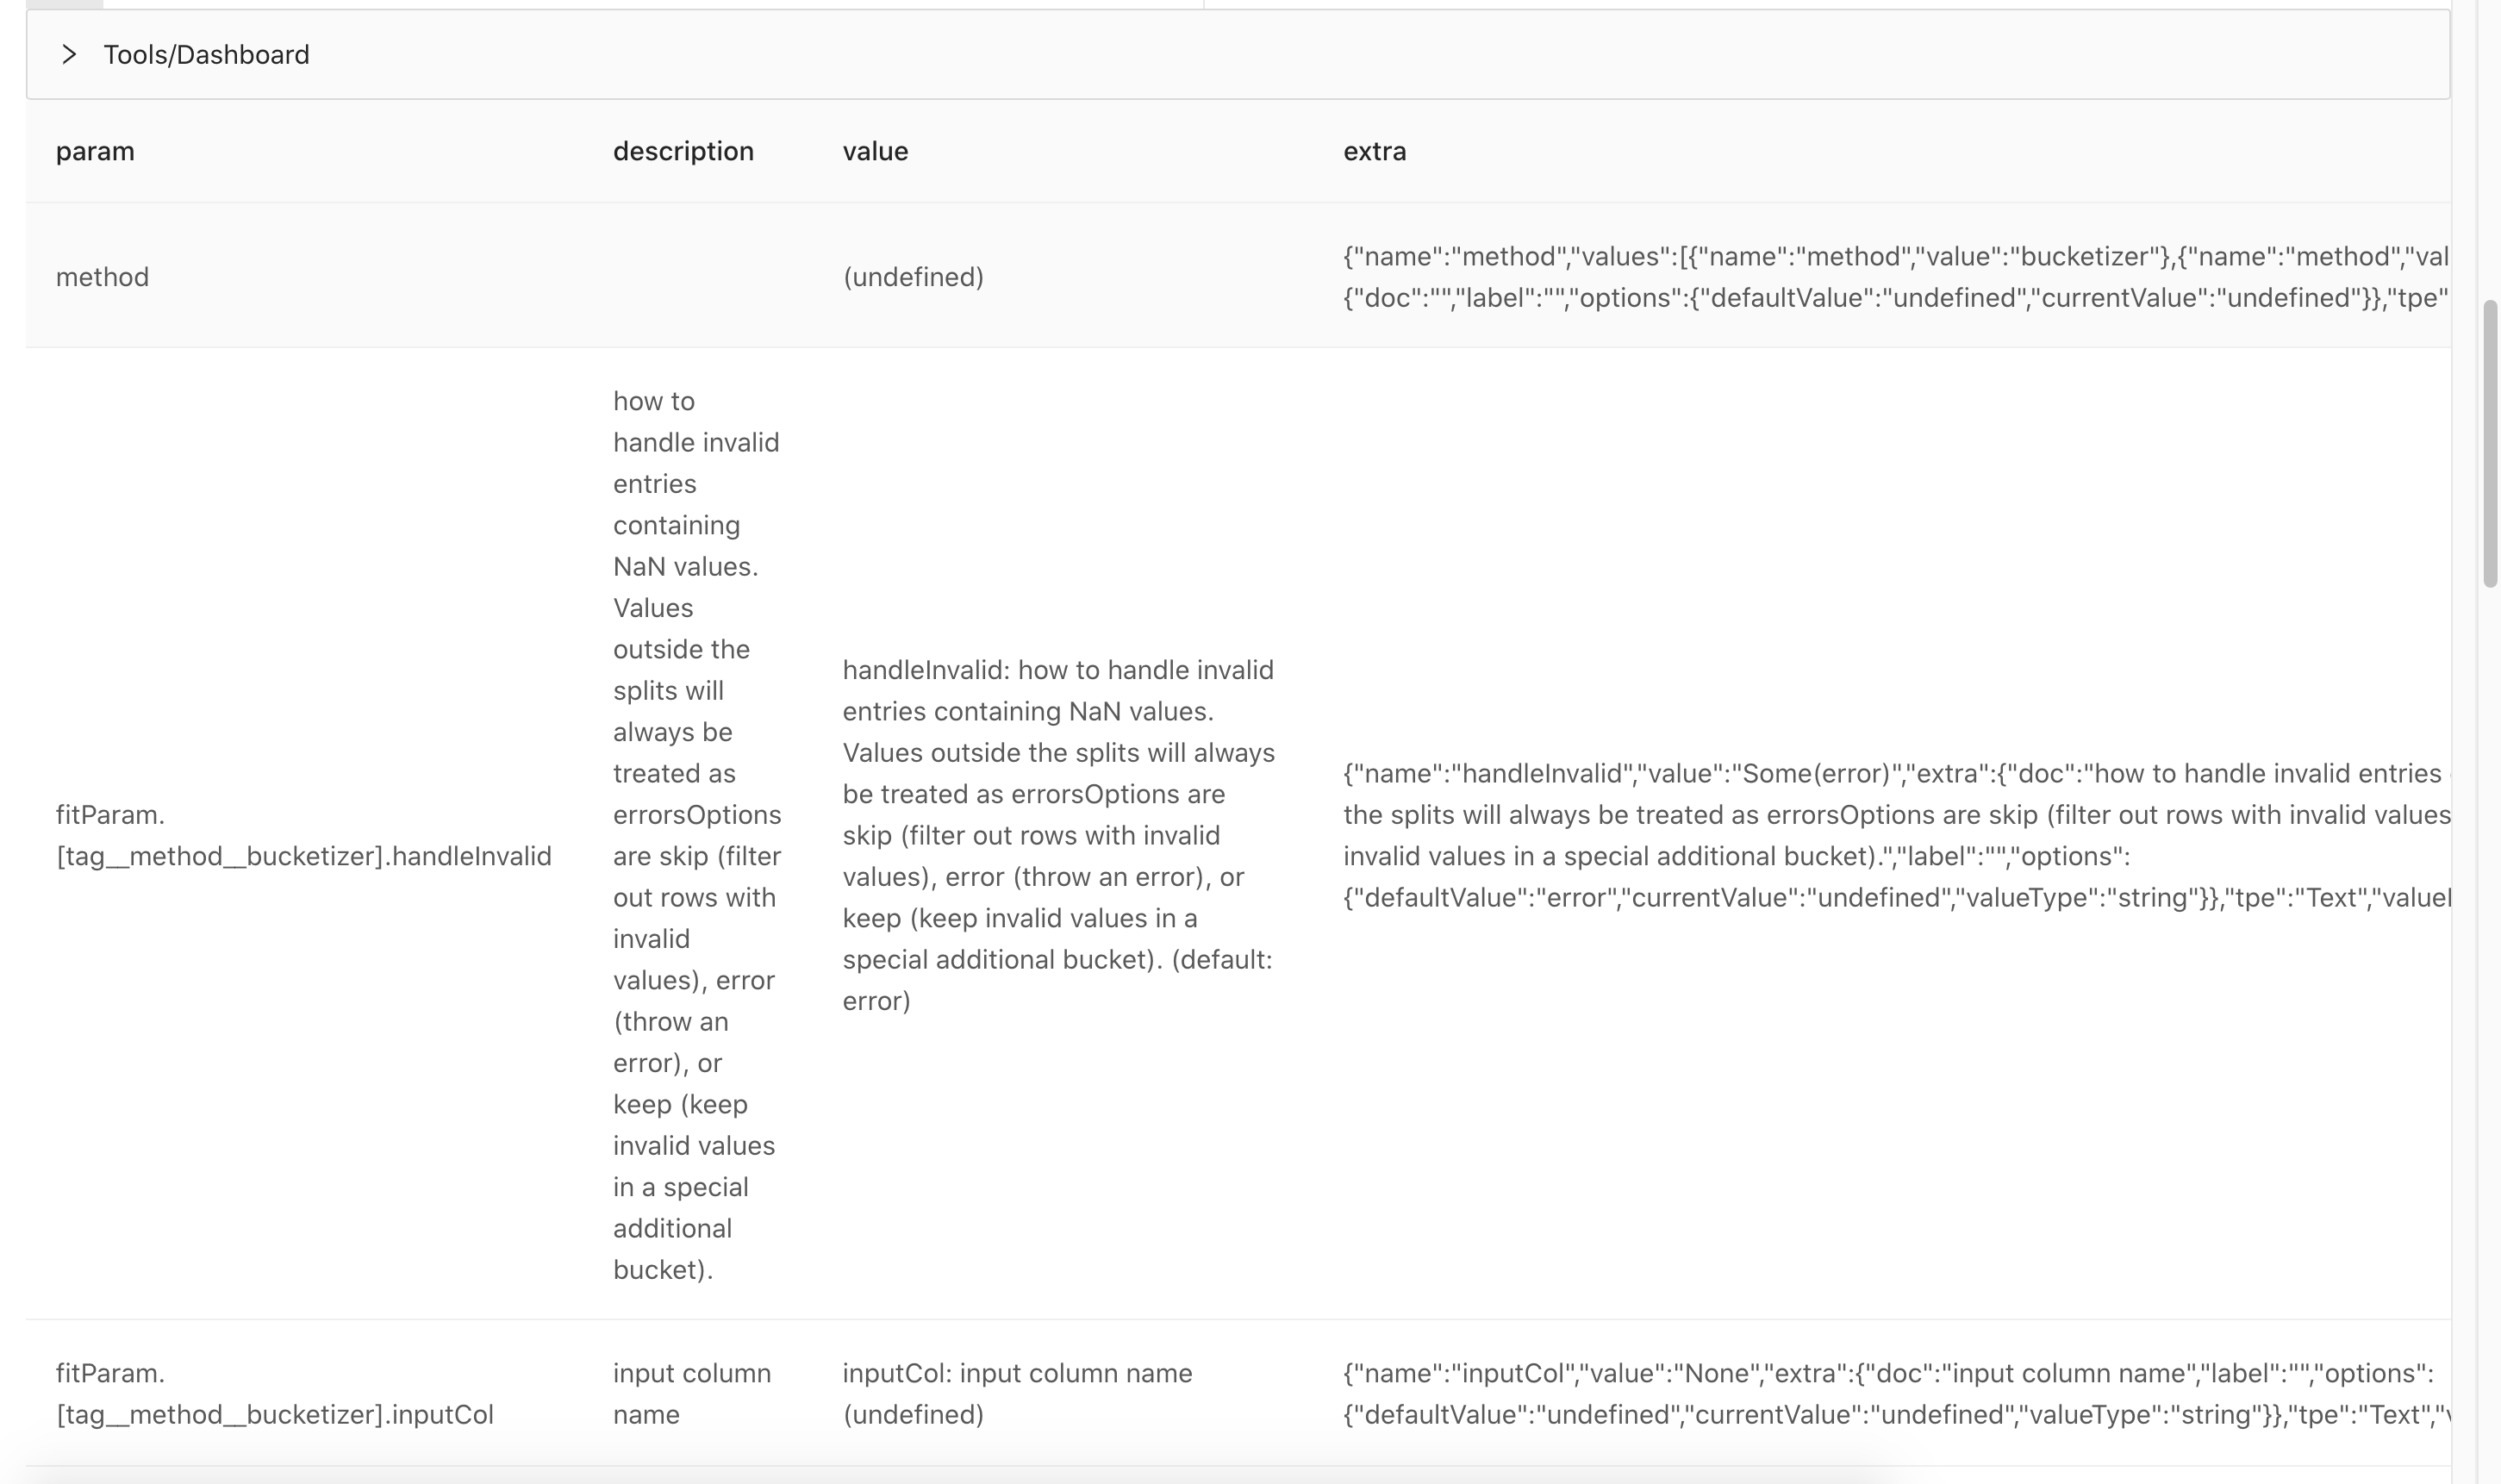 Tools/Dashboard
param
description
value
extra
method
(undefined)
{"name":"method","values":[{"name":"method","value":"bucketizer"},{"name":"method","val
{"doc":"","label":"","options":{"defaultValue":"undefined","currentValue":"undefined"}},"tpe"
fitParam.
[tag__method__bucketizer].handleInvalid
how to
handle invalid
entries
containing
NaN values.
Values
outside the
splits will
always be
treated as
errorsOptions
are skip (filter
out rows with
invalid
values), error
(throw an
error), or
keep (keep
invalid values
in a special
additional
bucket).
handleInvalid: how to handle invalid
entries containing NaN values.
Values outside the splits will always
be treated as errorsOptions are
skip (filter out rows with invalid
values), error (throw an error), or
keep (keep invalid values in a
special additional bucket). (default:
error)
{"name":"handleInvalid","value":"Some(error)","extra":{"doc":"how to handle invalid entries
the splits will always be treated as errorsOptions are skip (filter out rows with invalid values
invalid values in a special additional bucket).","label":"","options":
{"defaultValue":"error","currentValue":"undefined","valueType":"string"}},"tpe":"Text","value
fitParam.
[tag__method__bucketizer].inputCol
input column
name
inputCol: input column name
(undefined)
{"name":"inputCol","value":"None","extra":{"doc":"input column name","label":"","options":
{"defaultValue":"undefined","currentValue":"undefined","valueType":"string"}},"tpe":"Text","